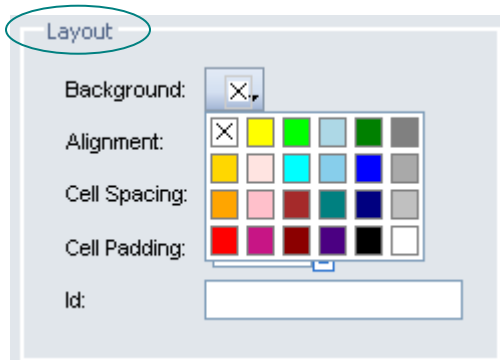 Layout
Background:
Alignment:
Cell Spacing:
Cell Padding:
Id: